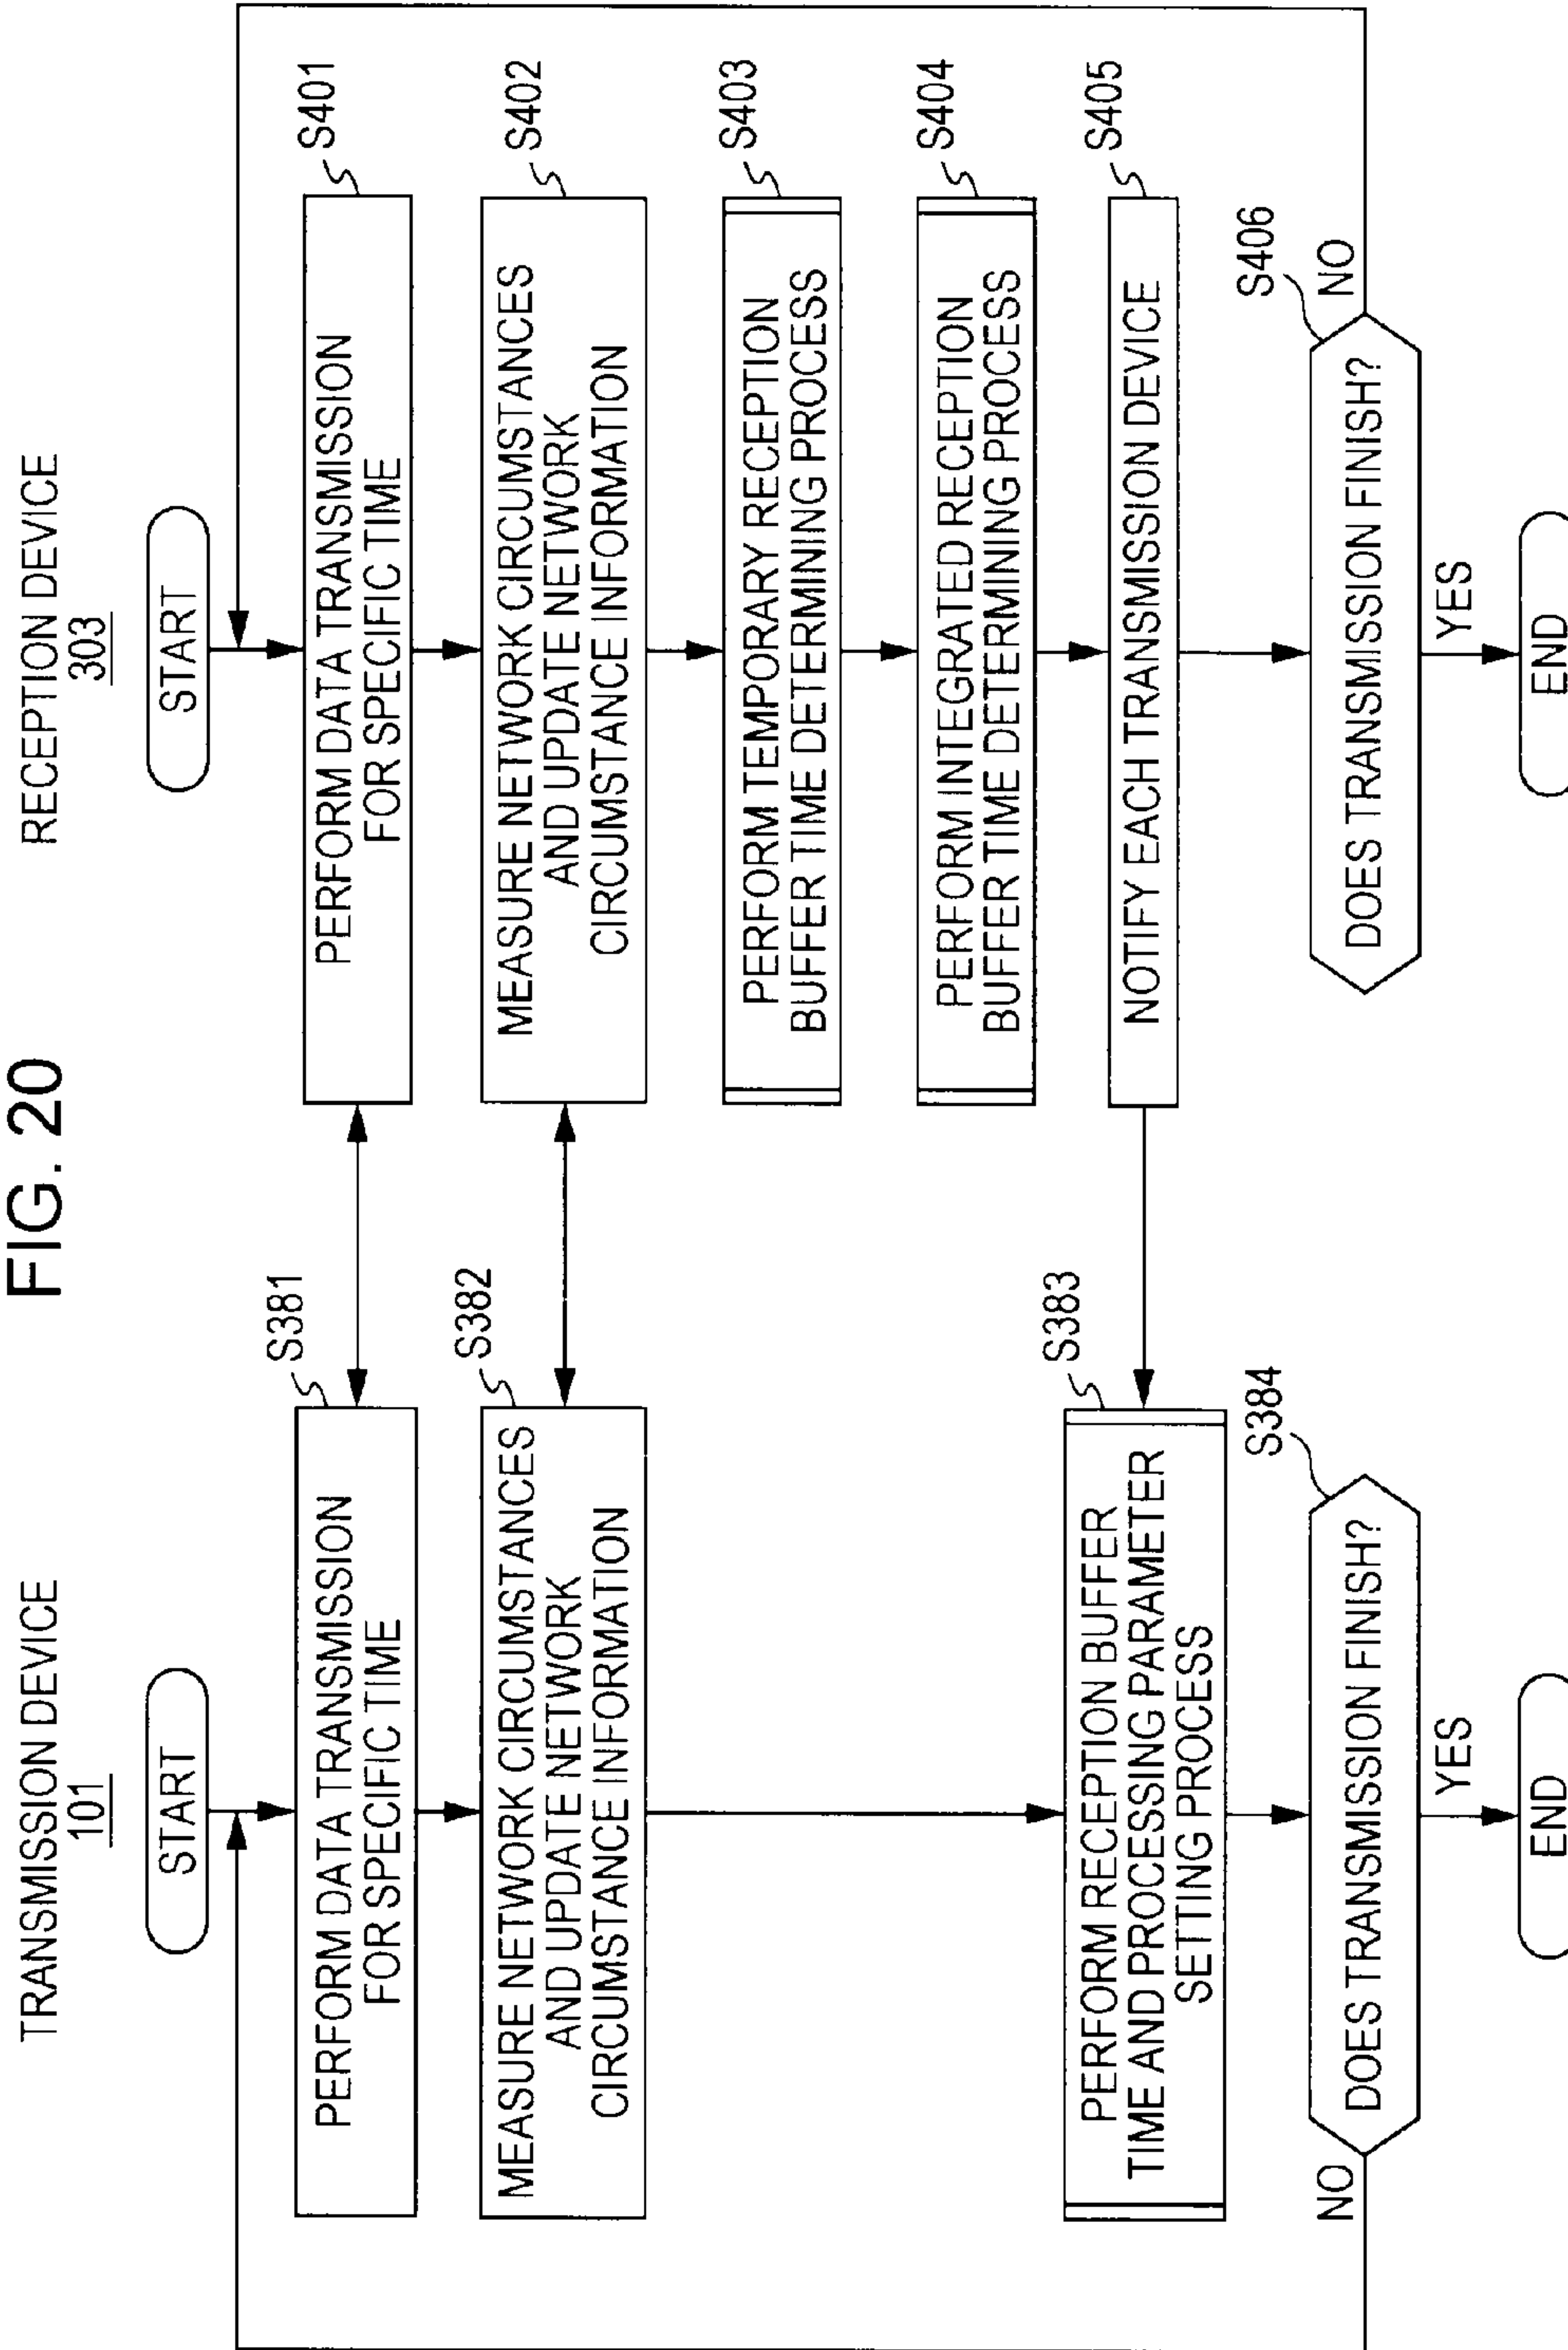 FIG. 20
TRANSMISSION DEVICE
101
START
S381
PERFORM DATA TRANSMISSION
FOR SPECIFIC TIME
S382
MEASURE NETWORK CIRCUMSTANCES
AND UPDATE NETWORK
CIRCUMSTANCE INFORMATION
S383
PERFORM RECEPTION BUFFER
TIME AND PROCESSING PARAMETER
SETTING PROCESS
S384
DOES TRANSMISSION FINISH?
NO
YES
END
RECEPTION DEVICE
303
START
S401
PERFORM DATA TRANSMISSION
FOR SPECIFIC TIME
S402
MEASURE NETWORK CIRCUMSTANCES
AND UPDATE NETWORK
CIRCUMSTANCE INFORMATION
S403
PERFORM TEMPORARY RECEPTION
BUFFER TIME DETERMINING PROCESS
S404
PERFORM INTEGRATED RECEPTION
BUFFER TIME DETERMINING PROCESS
S405
NOTIFY EACH TRANSMISSION DEVICE
S406
DOES TRANSMISSION FINISH?
NO
YES
END